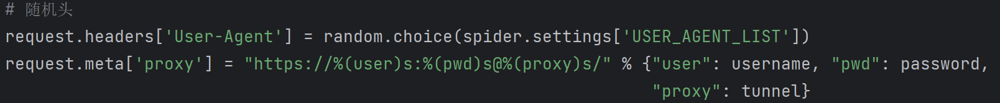 # 随机头
request.headers['User-Agent'] = random.choice(spider.settings['USER_AGENT_LIST'])
request.meta['proxy'] = "https://%(user)s:%(pwd)s@%(proxy)s/" % {"user": username, "pwd": password,
"proxy": tunnel}